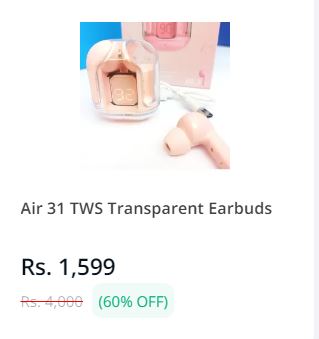 Air 31 TWS Transparent Earbuds
Rs. 1,599
Rs. 4,000 (60% OFF)